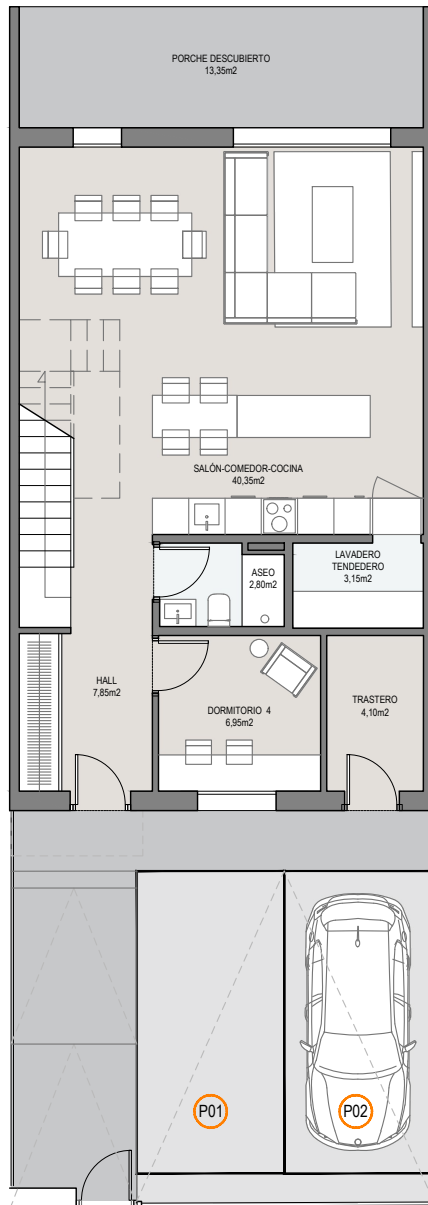 PORCHE DESCUBIERTO
13,35m2
SALÓN-COMEDOR-COCINA
40,35m2
ASEO
2,80m2
LAVADERO
TENDEDERO
3,15m2
HALL
7,85m2
DORMITORIO 4
6,95m2
TRASTERO
4,10m2
P01
P02